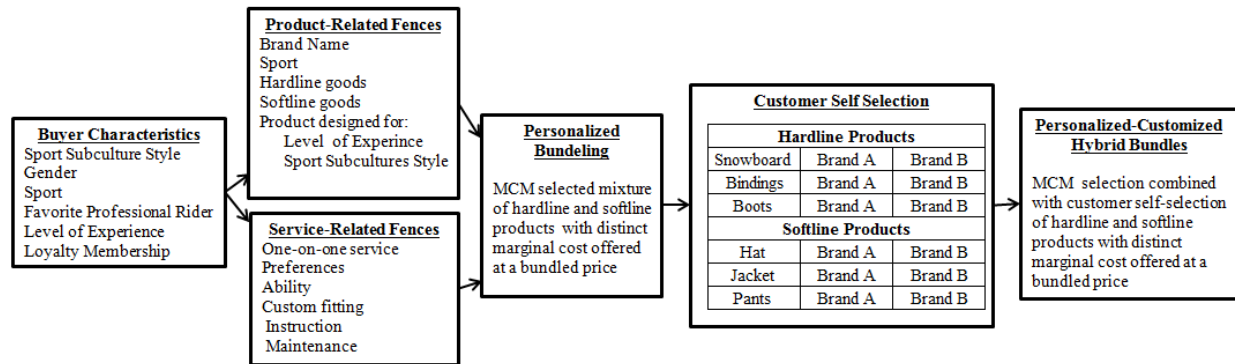 Buyer Characteristics
Sport Subculture Style
Gender
Sport
Favorite Professional Rider
Level of Experience
Loyalty Membership
Product-Related Fences
Brand Name
Sport
Hardline goods
Softline goods
Product designed for:
Level of Experince
Sport Subcultures Style
Service-Related Fences
One-on-one service
Preferences
Ability
Custom fitting
Instruction
Maintenance
Personalized
Bundeling
MCM selected mixture
of hardline and softline
products with distinct
marginal cost offered
at a bundled price
Customer Self Selection
Hardline Products
Snowboard Brand A Brand B
Bindings Brand A Brand B
Boots Brand A Brand B
Softline Products
Hat Brand A Brand B
Jacket Brand A Brand B
Pants Brand A Brand B
Personalized-Customized
Hybrid Bundles
MCM selection combined
with customer self-selection
of hardline and softline
products with distinct
marginal cost offered at a
bundled price